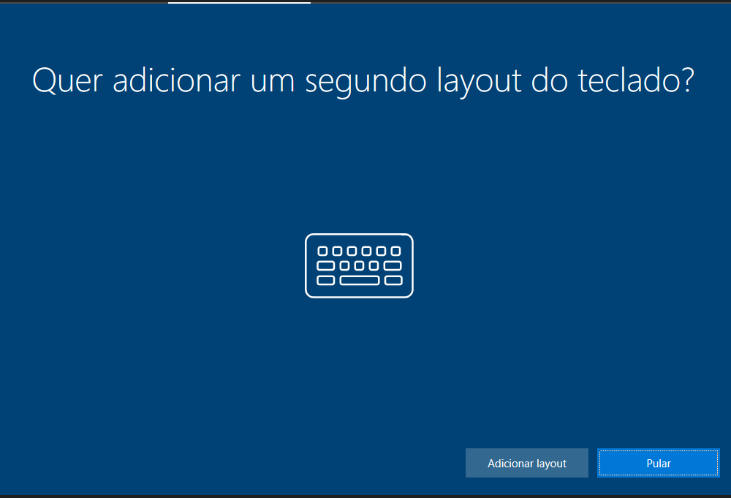 Quer adicionar um segundo layout do teclado?
Adicionar layout
Pular